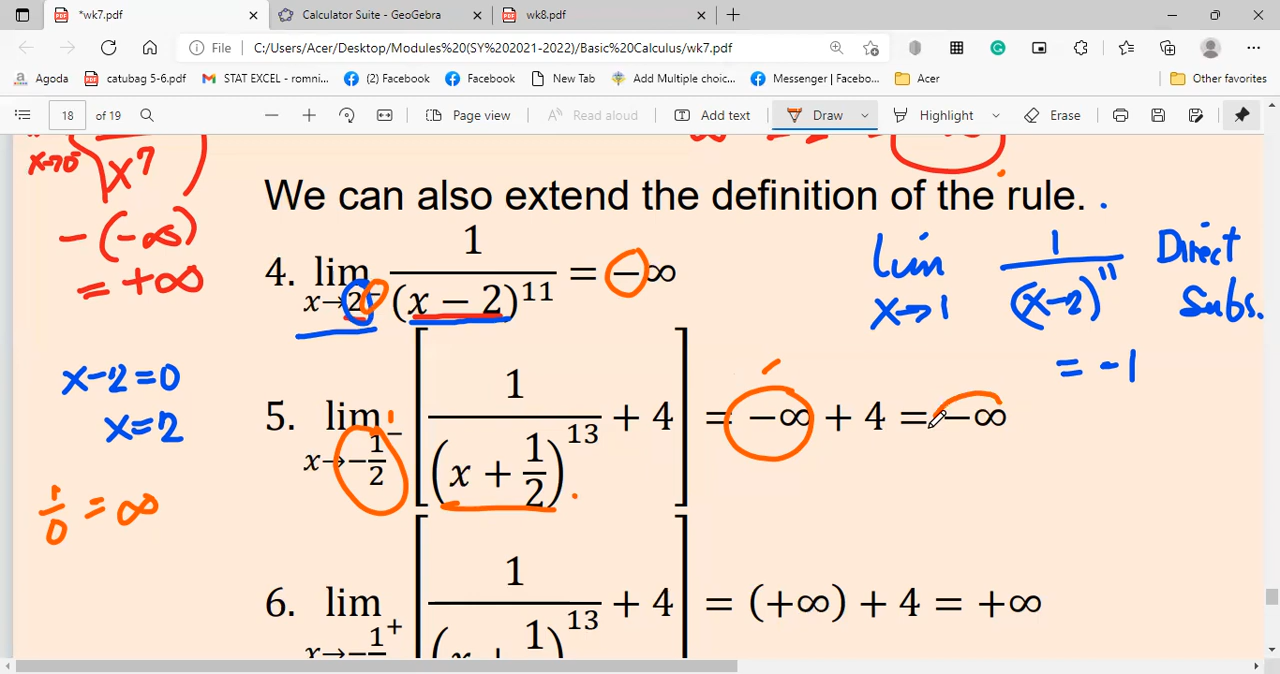 *wk7.pdf
Calculator Suite - GeoGebra
wk8.pdf
File C:/Users/Acer/Desktop/Modules%20(SY%202021-2022)/Basic%20Calculus/wk7.pdf
Agoda catubag 5-6.pdf STAT EXCEL - romni... (2) Facebook Facebook New Tab Add Multiple choic... Messenger | Facebo... Acer Other favorites
18 of 19 Page view Read aloud Add text Draw Highlight Erase
x^7
-(-∞)
= +∞
We can also extend the definition of the rule.
4. lim x→2⁻ 1/(x − 2)^11 = −∞
lim x→1 1/(x-2)^11 Direct Subs.
= -1
x-2=0
x=2
5. lim x→−1/2⁻ [1/(x + 1/2)^13 + 4] = −∞ + 4 = −∞
1/0 = ∞
6. lim x→−1/2⁺ [1/(x + 1/2)^13 + 4] = (+∞) + 4 = +∞